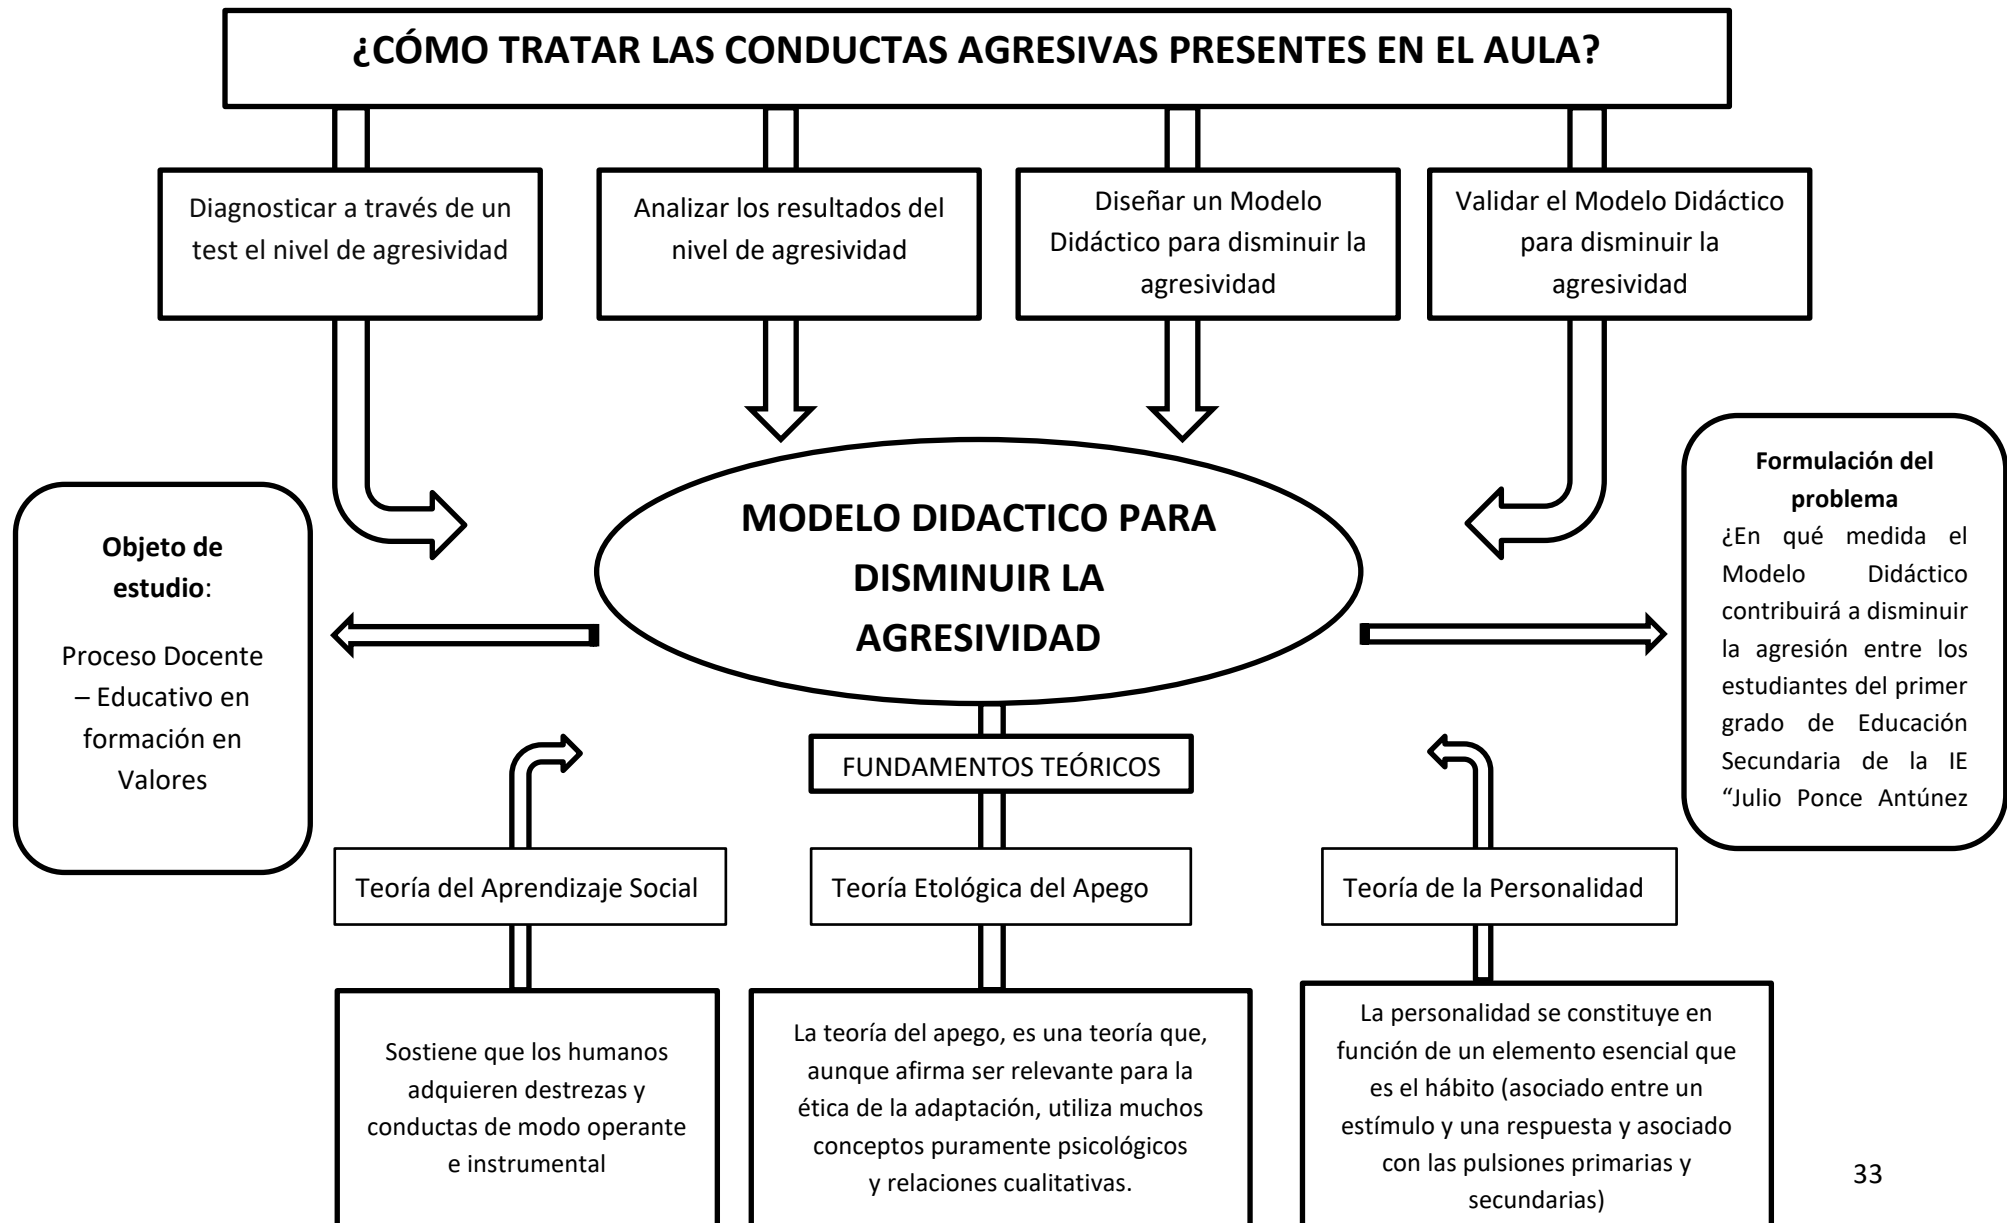 ¿CÓMO TRATAR LAS CONDUCTAS AGRESIVAS PRESENTES EN EL AULA?
Diagnosticar a través de un
test el nivel de agresividad
Analizar los resultados del
nivel de agresividad
Diseñar un Modelo
Didáctico para disminuir la
agresividad
Validar el Modelo Didáctico
para disminuir la
agresividad
Objeto de
estudio:
Proceso Docente
– Educativo en
formación en
Valores
MODELO DIDACTICO PARA
DISMINUIR LA
AGRESIVIDAD
Formulación del
problema
¿En qué medida el
Modelo Didáctico
contribuirá a disminuir
la agresión entre los
estudiantes del primer
grado de Educación
Secundaria de la IE
“Julio Ponce Antúnez
FUNDAMENTOS TEÓRICOS
Teoría del Aprendizaje Social
Teoría Etológica del Apego
Teoría de la Personalidad
Sostiene que los humanos
adquieren destrezas y
conductas de modo operante
e instrumental
La teoría del apego, es una teoría que,
aunque afirma ser relevante para la
ética de la adaptación, utiliza muchos
conceptos puramente psicológicos
y relaciones cualitativas.
La personalidad se constituye en
función de un elemento esencial que
es el hábito (asociado entre un
estímulo y una respuesta y asociado
con las pulsiones primarias y
secundarias)
33